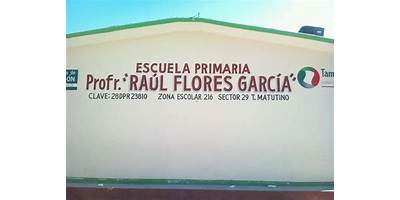 ESCUELA PRIMARIA
Profr. "RAÚL FLORES GARCÍA"
CLAVE: 28DPR2381O ZONA ESCOLAR 216 SECTOR 29 T. MATUTINO